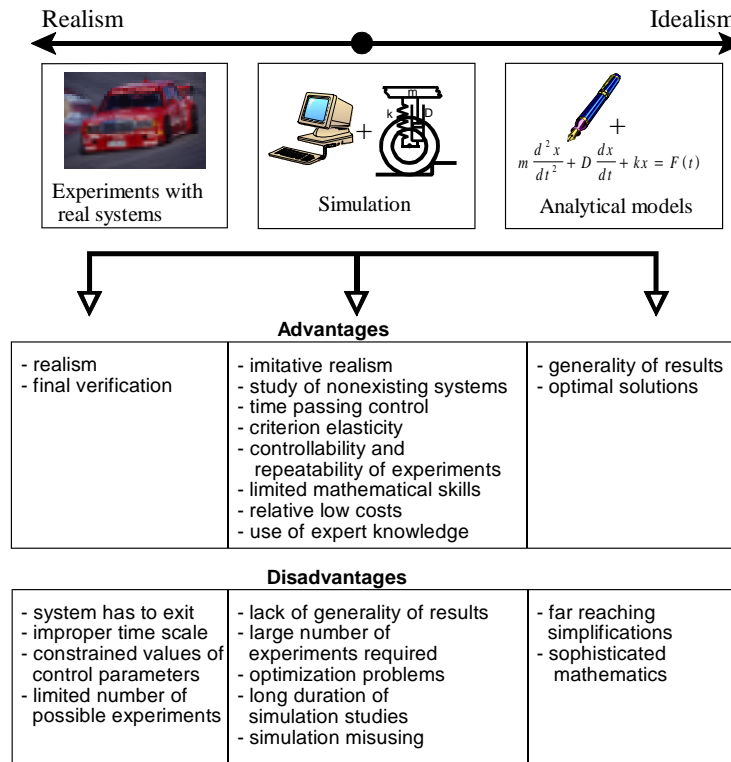 Realism Idealism
m
k D
+
+
m d²x/dt² + D dx/dt + kx = F(t)
Experiments with
real systems
Simulation
Analytical models
Advantages
- realism
- final verification
- imitative realism
- study of nonexisting systems
- time passing control
- criterion elasticity
- controllability and
repeatability of experiments
- limited mathematical skills
- relative low costs
- use of expert knowledge
- generality of results
- optimal solutions
Disadvantages
- system has to exit
- improper time scale
- constrained values of
control parameters
- limited number of
possible experiments
- lack of generality of results
- large number of
experiments required
- optimization problems
- long duration of
simulation studies
- simulation misusing
- far reaching
simplifications
- sophisticated
mathematics